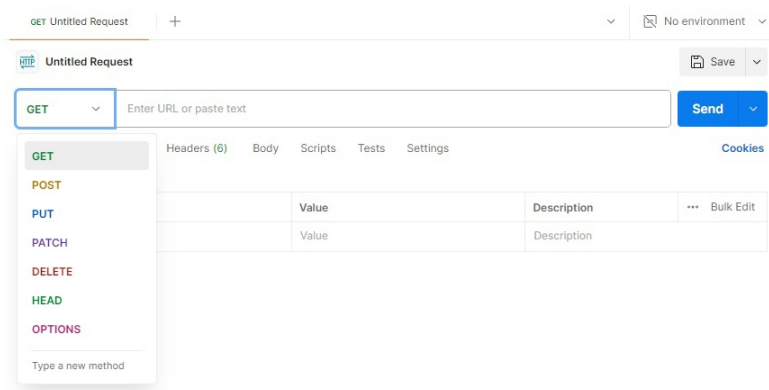 GET Untitled Request
No environment
HTTP Untitled Request
Save
GET Enter URL or paste text Send
Headers (6) Body Scripts Tests Settings Cookies
GET
POST
PUT
PATCH
DELETE
HEAD
OPTIONS
Type a new method
Value Description ••• Bulk Edit
Value Description